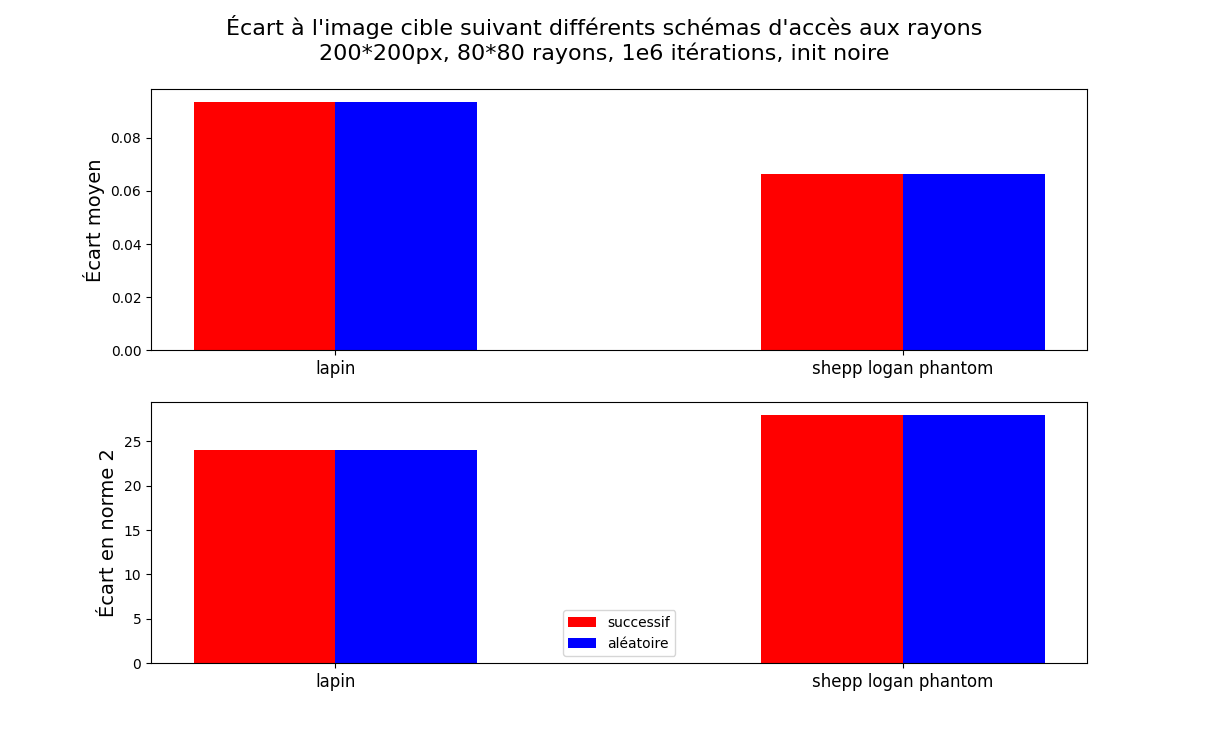 Écart à l'image cible suivant différents schémas d'accès aux rayons
200*200px, 80*80 rayons, 1e6 itérations, init noire
Écart moyen
0.08
0.06
0.04
0.02
0.00
lapin
shepp logan phantom
Écart en norme 2
25
20
15
10
5
0
successif
aléatoire
lapin
shepp logan phantom